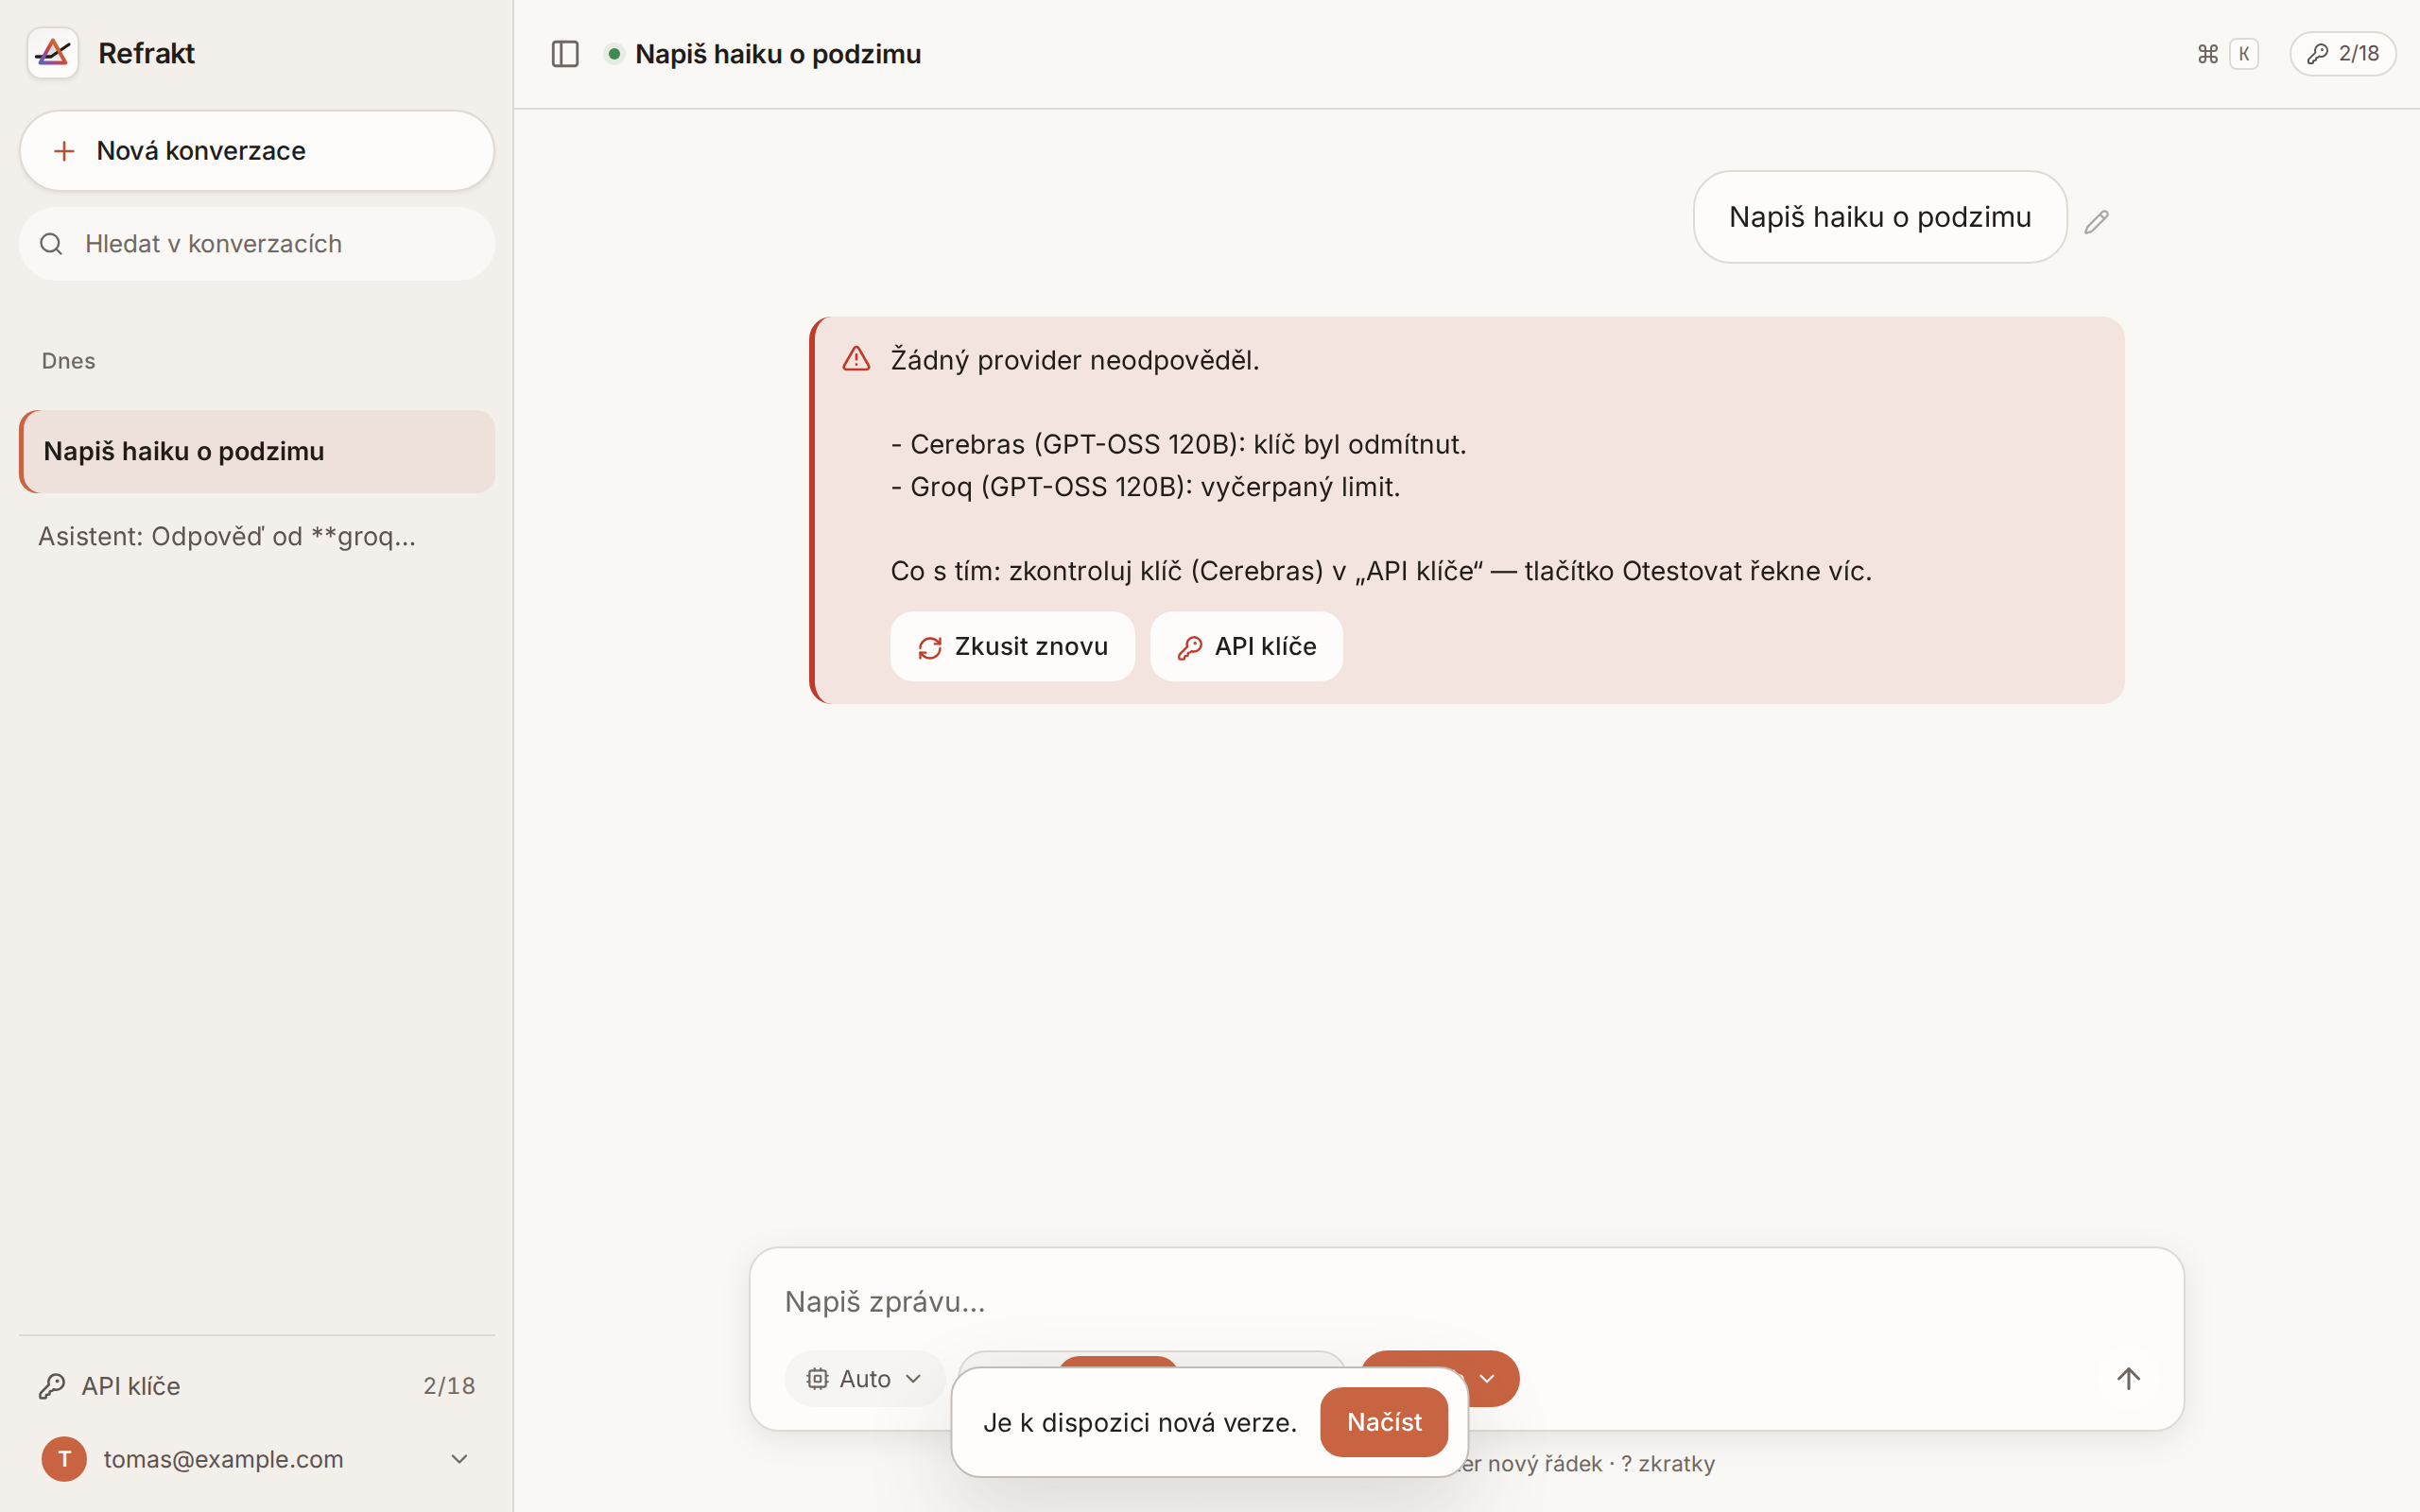 Refrakt
Nová konverzace
Hledat v konverzacích
Dnes
Napiš haiku o podzimu
Asistent: Odpověď od **groq...
API klíče 2/18
T tomas@example.com
Napiš haiku o podzimu
⌘ K 2/18
Napiš haiku o podzimu
Žádný provider neodpověděl.
- Cerebras (GPT-OSS 120B): klíč byl odmítnut.
- Groq (GPT-OSS 120B): vyčerpaný limit.
Co s tím: zkontroluj klíč (Cerebras) v „API klíče“ — tlačítko Otestovat řekne víc.
Zkusit znovu API klíče
Napiš zprávu...
Auto
Je k dispozici nová verze. Načíst
nový řádek · ? zkratky